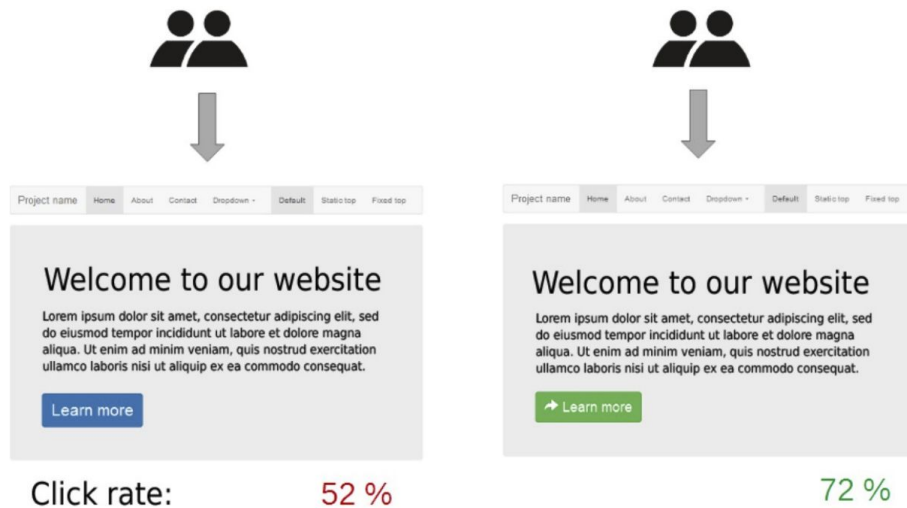 Project name Home About Contact Dropdown Default Static top Fixed top
Welcome to our website
Lorem ipsum dolor sit amet, consectetur adipiscing elit, sed
do eiusmod tempor incididunt ut labore et dolore magna
aliqua. Ut enim ad minim veniam, quis nostrud exercitation
ullamco laboris nisi ut aliquip ex ea commodo consequat.
Learn more
Click rate: 52 %
Project name Home About Contact Dropdown Default Static top Fixed top
Welcome to our website
Lorem ipsum dolor sit amet, consectetur adipiscing elit, sed
do eiusmod tempor incididunt ut labore et dolore magna
aliqua. Ut enim ad minim veniam, quis nostrud exercitation
ullamco laboris nisi ut aliquip ex ea commodo consequat.
Learn more
72 %